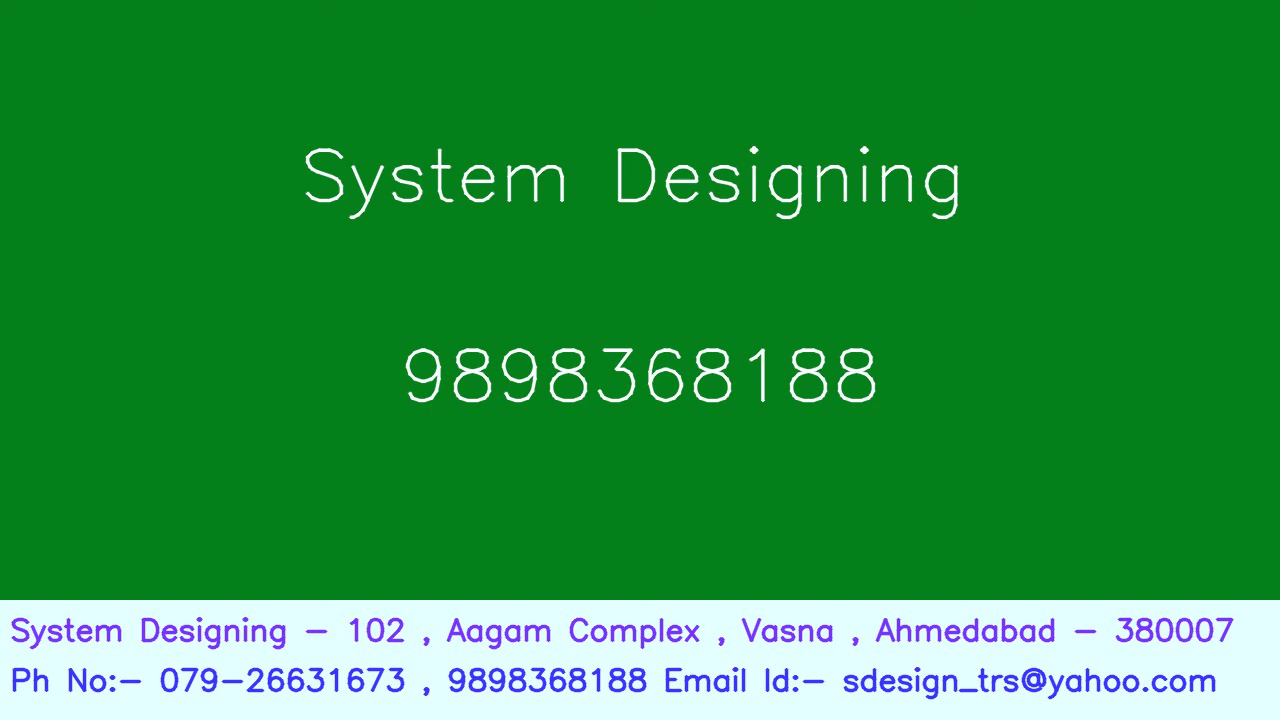 System Designing
9898368188
System Designing - 102 , Aagam Complex , Vasna , Ahmedabad - 380007
Ph No:- 079-26631673 , 9898368188 Email Id:- sdesign_trs@yahoo.com